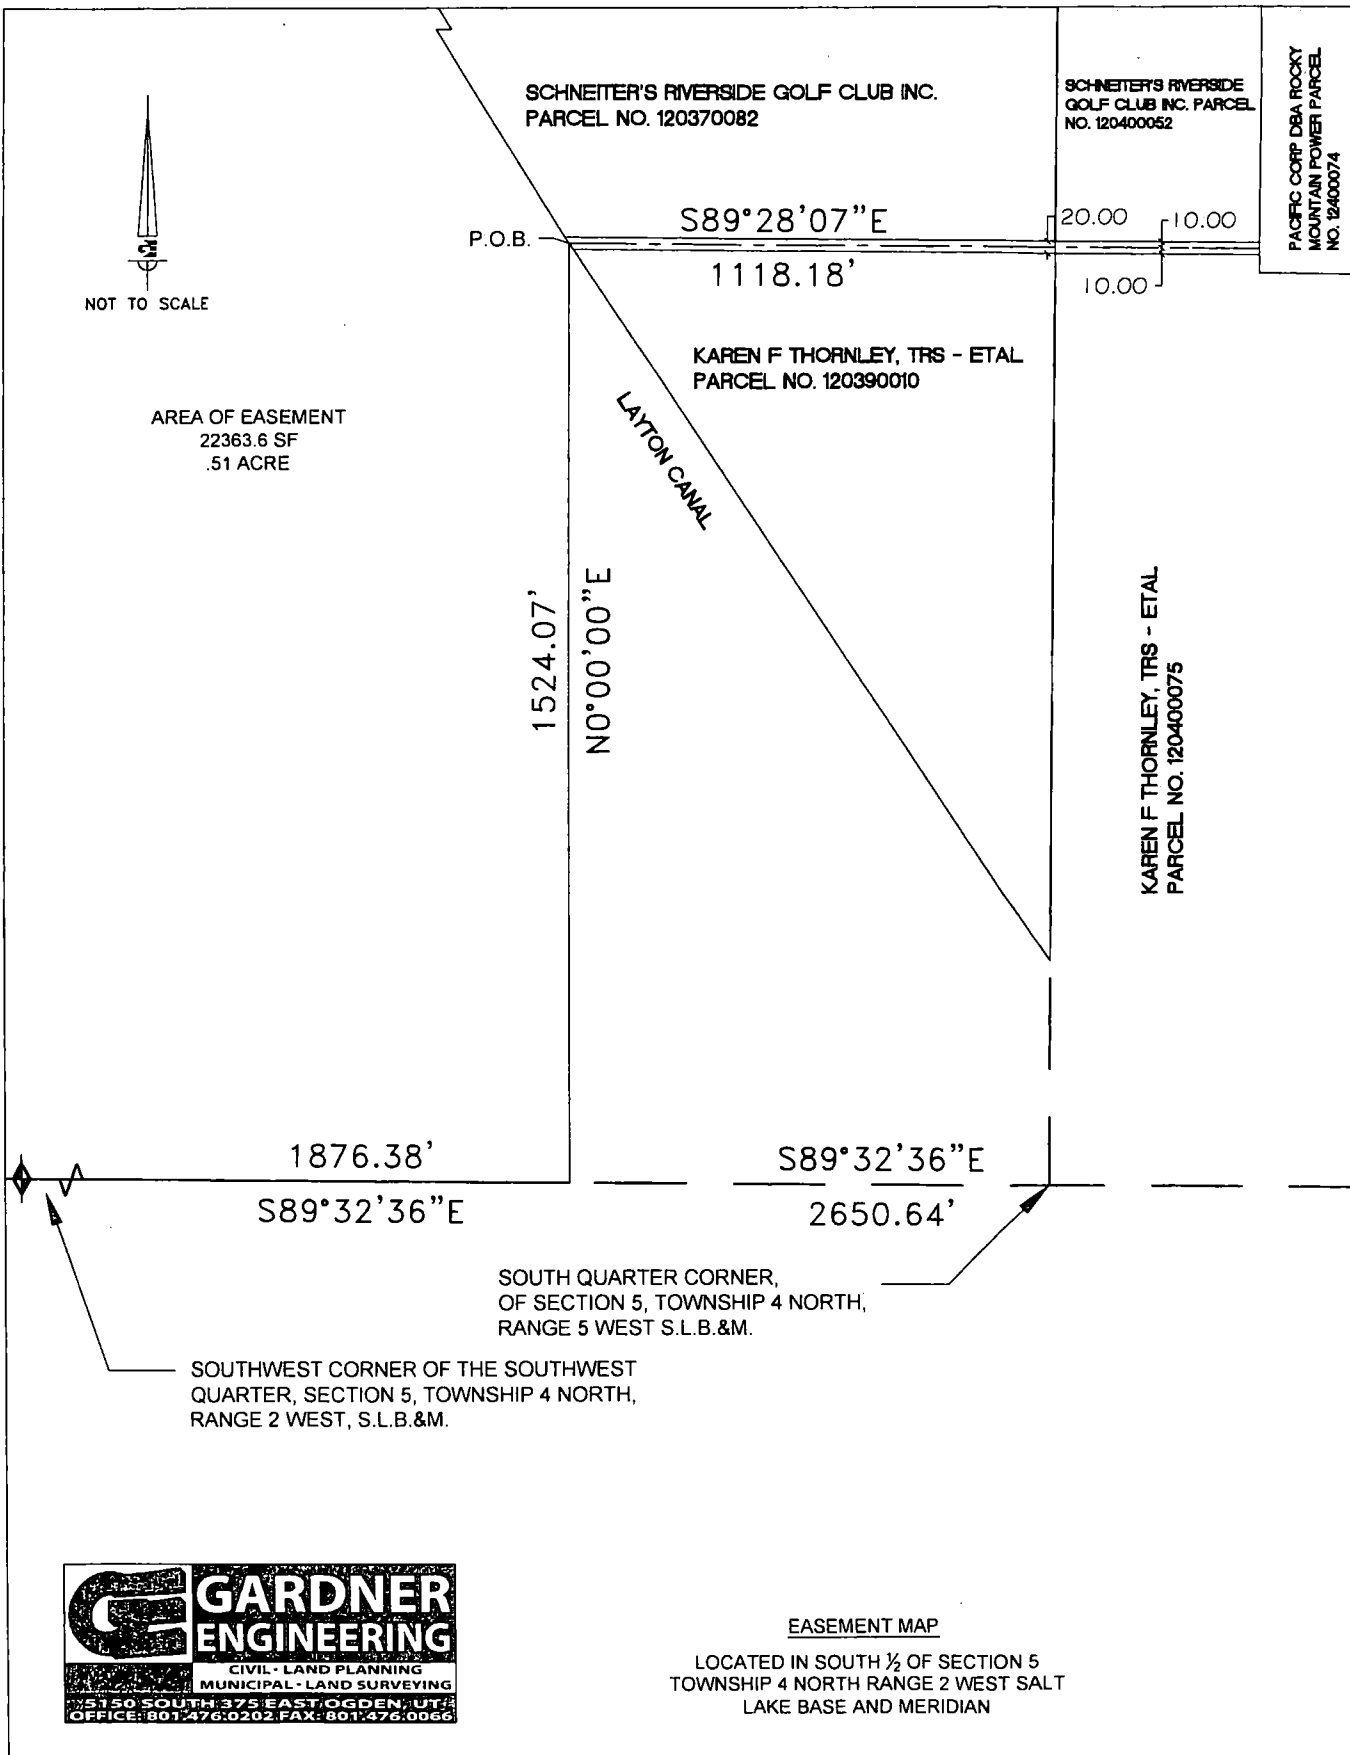 SCHNEITER'S RIVERSIDE GOLF CLUB INC.
PARCEL NO. 120370082
SCHNEITER'S RIVERSIDE
GOLF CLUB INC. PARCEL
NO. 120400052
PACIFIC CORP DBA ROCKY
MOUNTAIN POWER PARCEL
NO. 12400074
P.O.B.
S89°28'07"E
1118.18'
20.00
10.00
10.00
NOT TO SCALE
KAREN F THORNLEY, TRS - ETAL
PARCEL NO. 120390010
AREA OF EASEMENT
22363.6 SF
.51 ACRE
LAYTON CANAL
1524.07'
N0°00'00"E
KAREN F THORNLEY, TRS - ETAL
PARCEL NO. 120400075
1876.38'
S89°32'36"E
S89°32'36"E
2650.64'
SOUTH QUARTER CORNER,
OF SECTION 5, TOWNSHIP 4 NORTH,
RANGE 5 WEST S.L.B.&M.
SOUTHWEST CORNER OF THE SOUTHWEST
QUARTER, SECTION 5, TOWNSHIP 4 NORTH,
RANGE 2 WEST, S.L.B.&M.
GARDNER
ENGINEERING
CIVIL · LAND PLANNING
MUNICIPAL · LAND SURVEYING
5150 SOUTH 375 EAST OGDEN, UT
OFFICE: 801.476.0202 FAX: 801.476.0066
EASEMENT MAP
LOCATED IN SOUTH ½ OF SECTION 5
TOWNSHIP 4 NORTH RANGE 2 WEST SALT
LAKE BASE AND MERIDIAN